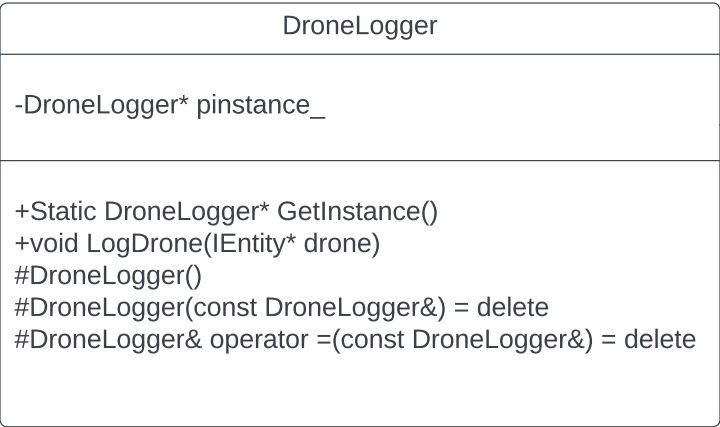 DroneLogger
-DroneLogger* pinstance_
+Static DroneLogger* GetInstance()
+void LogDrone(IEntity* drone)
#DroneLogger()
#DroneLogger(const DroneLogger&) = delete
#DroneLogger& operator =(const DroneLogger&) = delete